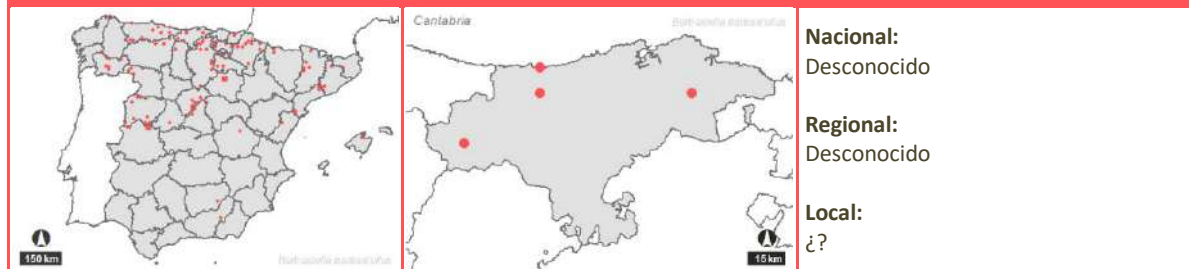 Cantabria
Nacional:
Desconocido
Regional:
Desconocido
Local:
¿?
150 km
15 km